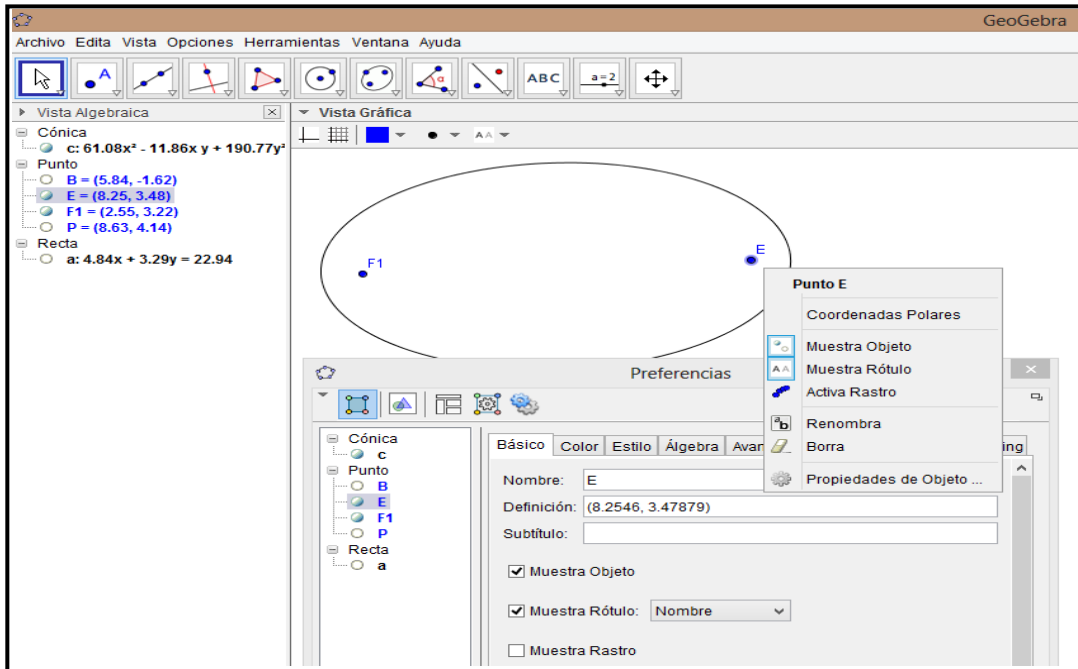 GeoGebra
Archivo Edita Vista Opciones Herramientas Ventana Ayuda
A
α
ABC
a=2
Vista Algebraica
Vista Gráfica
Cónica
c: 61.08x² - 11.86x y + 190.77y²
Punto
B = (5.84, -1.62)
E = (8.25, 3.48)
F1 = (2.55, 3.22)
P = (8.63, 4.14)
Recta
a: 4.84x + 3.29y = 22.94
AA
F1
E
Punto E
Coordenadas Polares
Muestra Objeto
AA Muestra Rótulo
Activa Rastro
ab Renombra
Borra
Propiedades de Objeto ...
Preferencias
Cónica
c
Punto
B
E
F1
P
Recta
a
Básico Color Estilo Álgebra Avan ing
Nombre: E
Definición: (8.2546, 3.47879)
Subtítulo:
Muestra Objeto
Muestra Rótulo: Nombre
Muestra Rastro